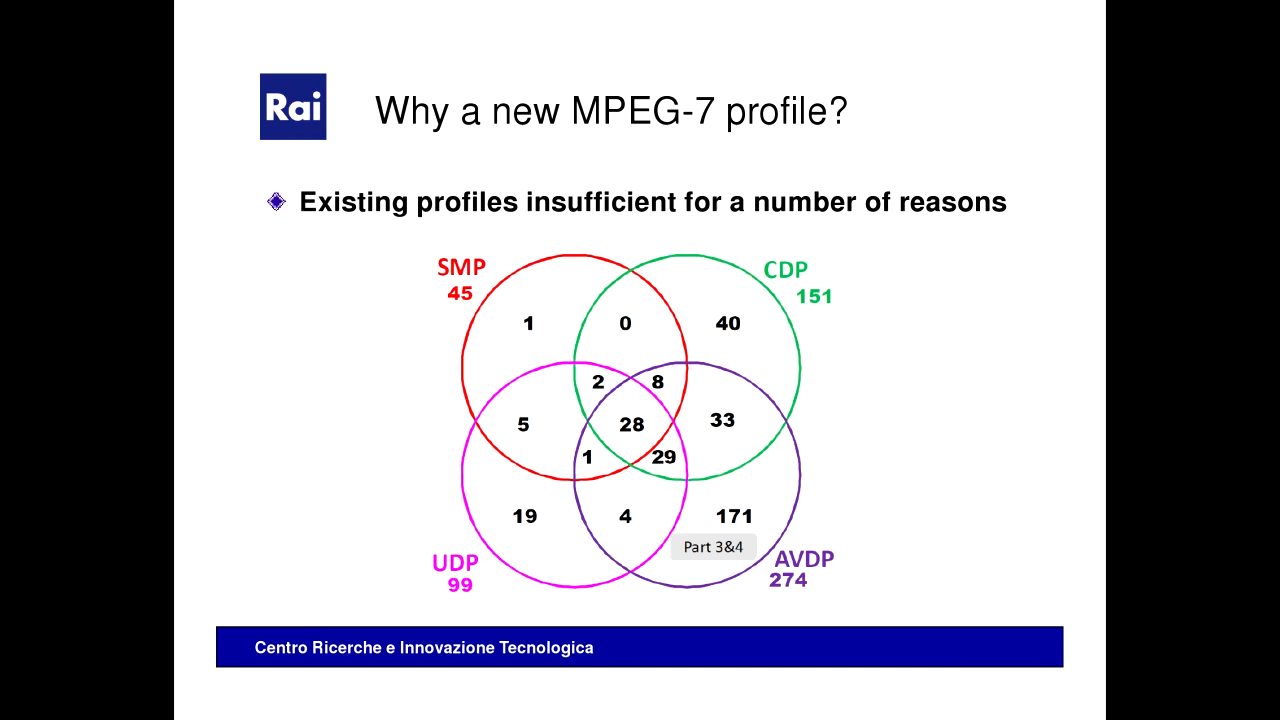 Rai
Why a new MPEG-7 profile?
Existing profiles insufficient for a number of reasons
SMP
45
CDP
151
1
0
40
2
8
5
28
33
1
29
19
4
171
Part 3&4
UDP
99
AVDP
274
Centro Ricerche e Innovazione Tecnologica